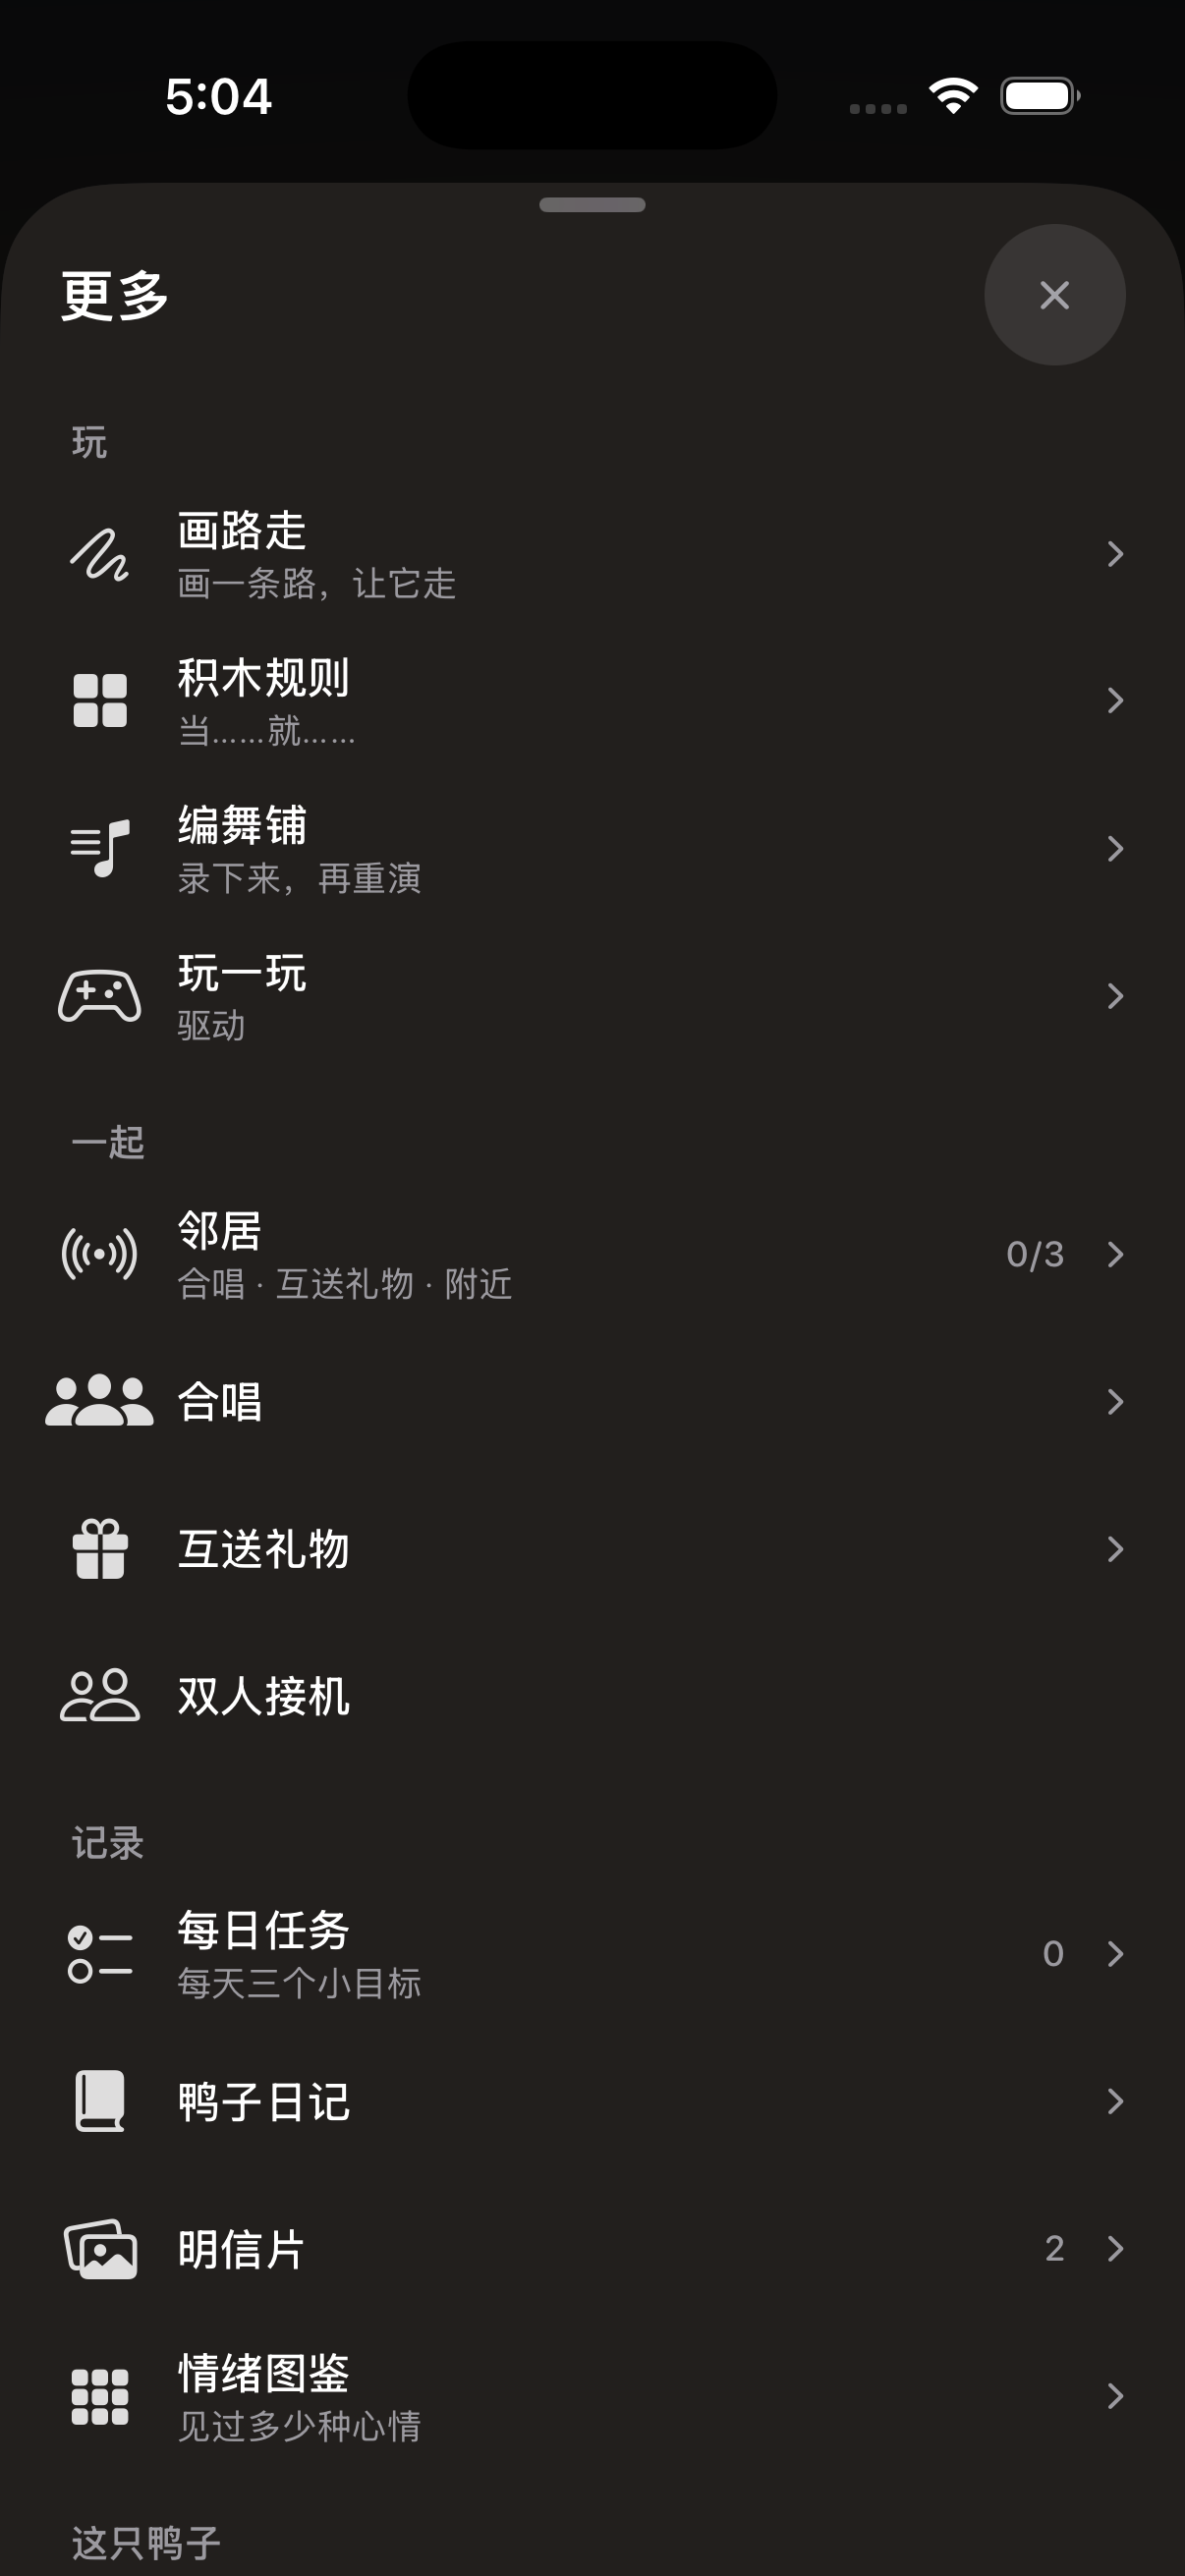 5:04
更多
玩
画路走
画一条路，让它走
积木规则
当……就……
编舞铺
录下来，再重演
玩一玩
驱动
一起
邻居
合唱 · 互送礼物 · 附近
0/3
合唱
互送礼物
双人接机
记录
每日任务
每天三个小目标
0
鸭子日记
明信片
2
情绪图鉴
见过多少种心情
这只鸭子